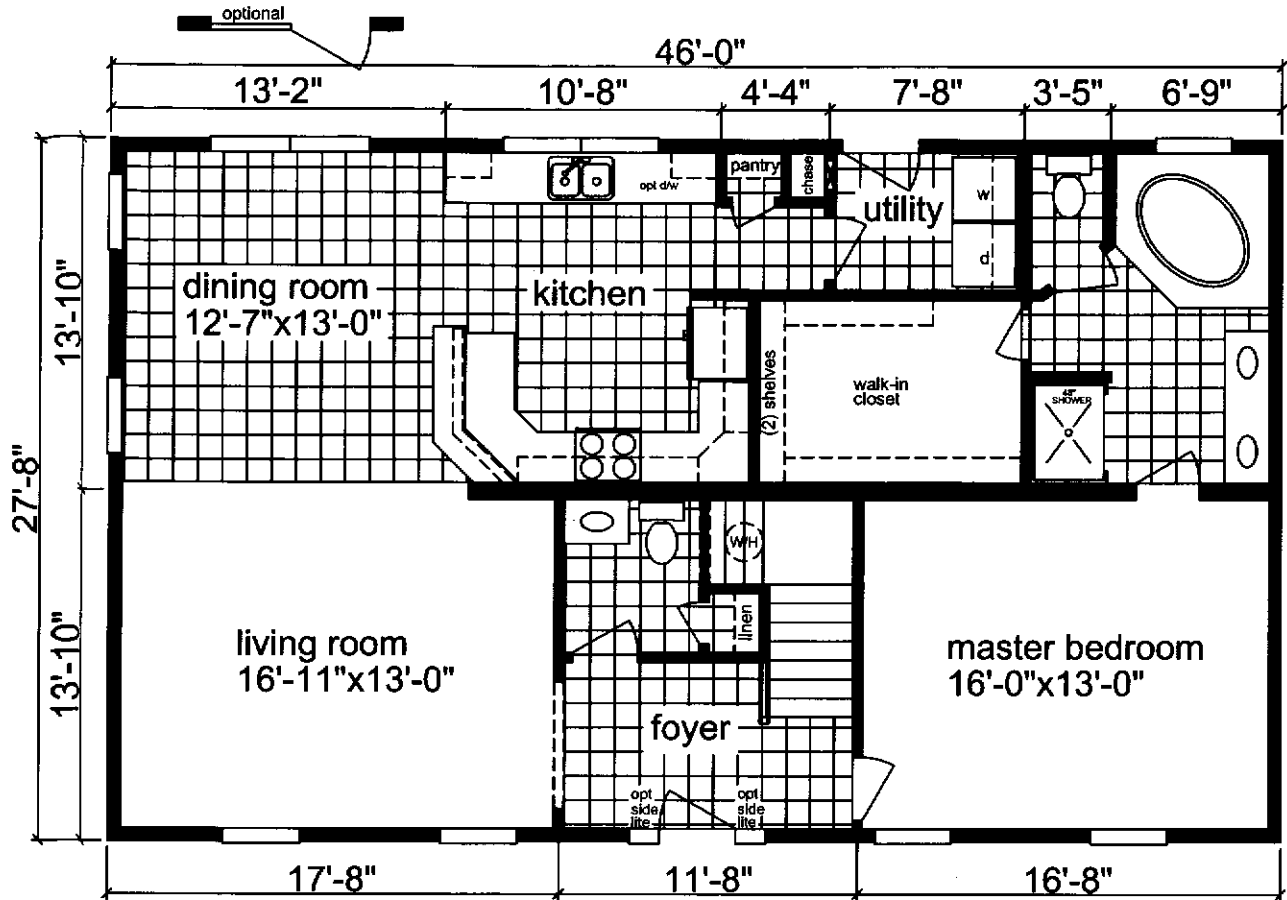 optional
46'-0"
13'-2"
10'-8"
4'-4"
7'-8"
3'-5"
6'-9"
pantry
chase
opt d/w
utility
w
d
dining room
12'-7"x13'-0"
kitchen
13'-10"
27'-8"
(2) shelves
walk-in
closet
48"
SHOWER
W/H
linen
living room
16'-11"x13'-0"
master bedroom
16'-0"x13'-0"
13'-10"
foyer
opt
side
lite
opt
side
lite
17'-8"
11'-8"
16'-8"